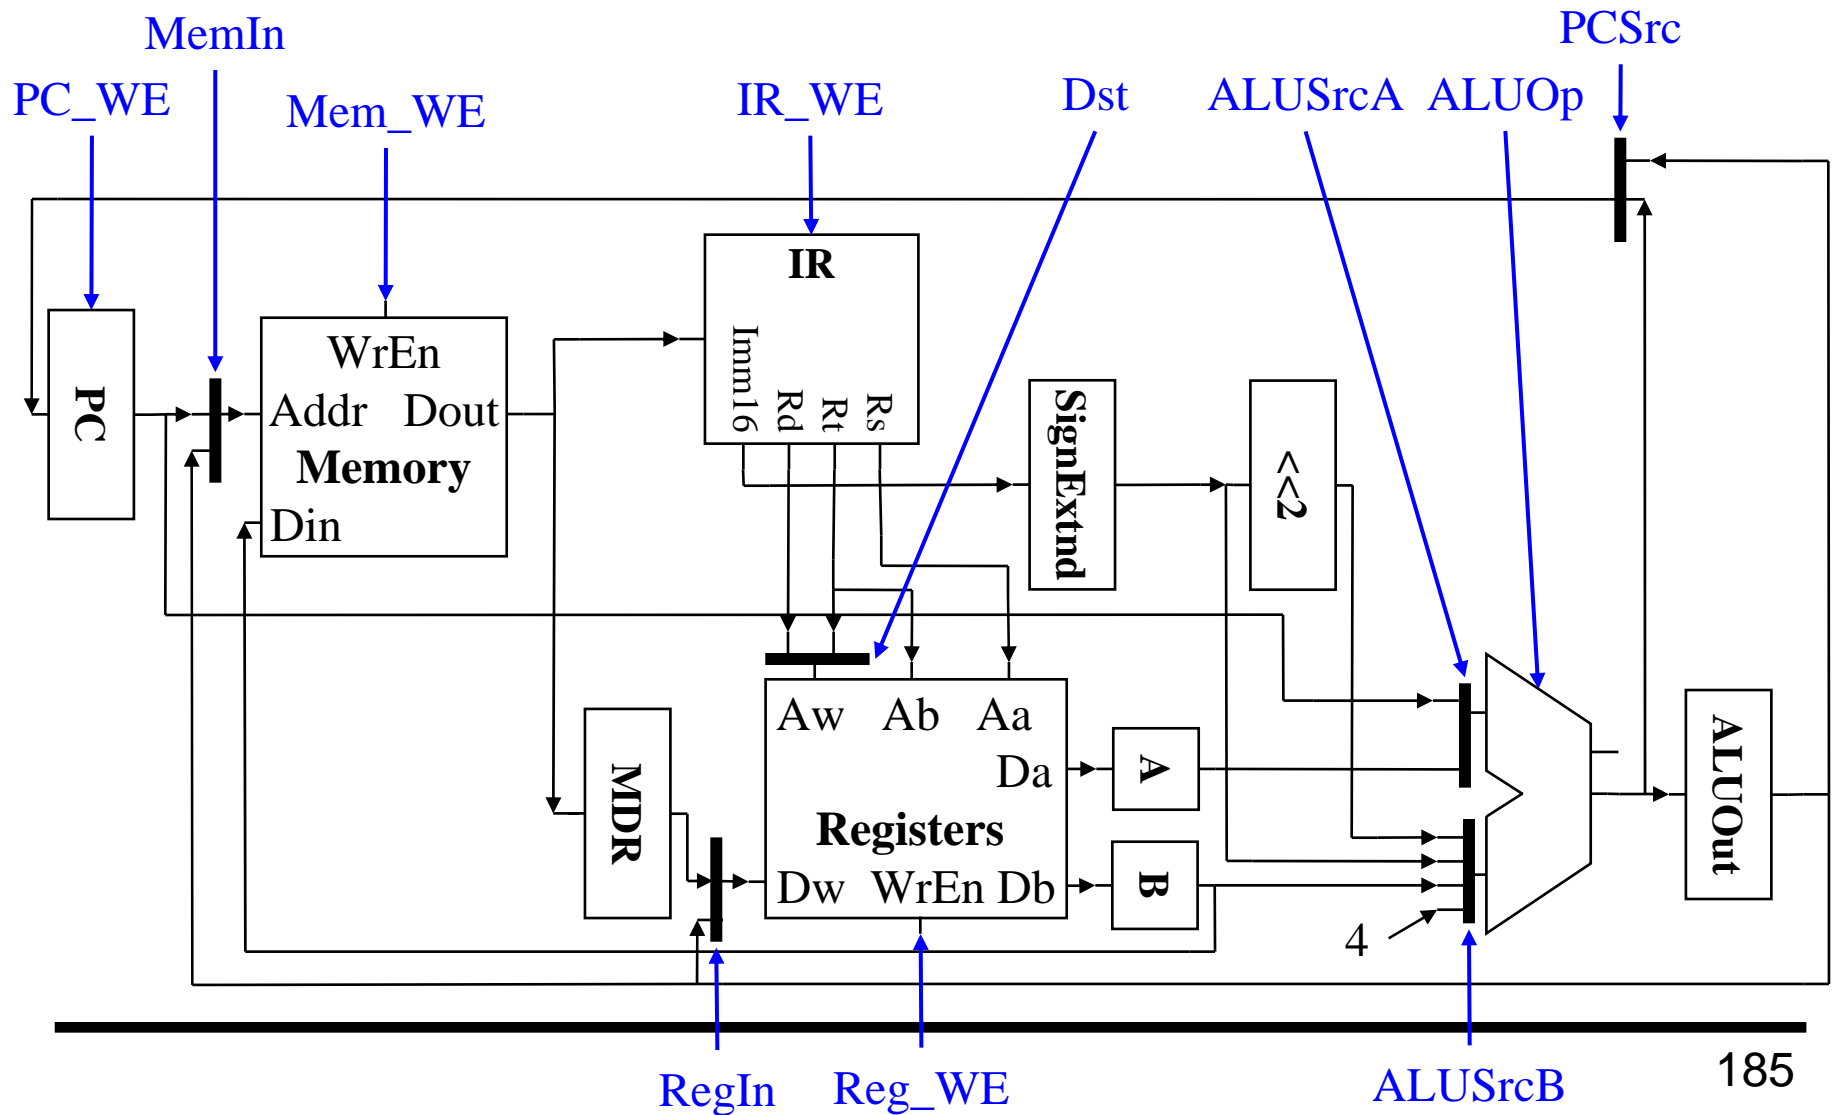 MemIn
PCSrc
PC_WE
Mem_WE
IR_WE
Dst
ALUSrcA
ALUOp
IR
Imm16
Rd
Rt
Rs
PC
WrEn
Addr
Dout
Memory
Din
SignExtnd
<<2
Aw
Ab
Aa
Da
Registers
Dw
WrEn
Db
MDR
A
B
4
ALUOut
RegIn
Reg_WE
ALUSrcB
185